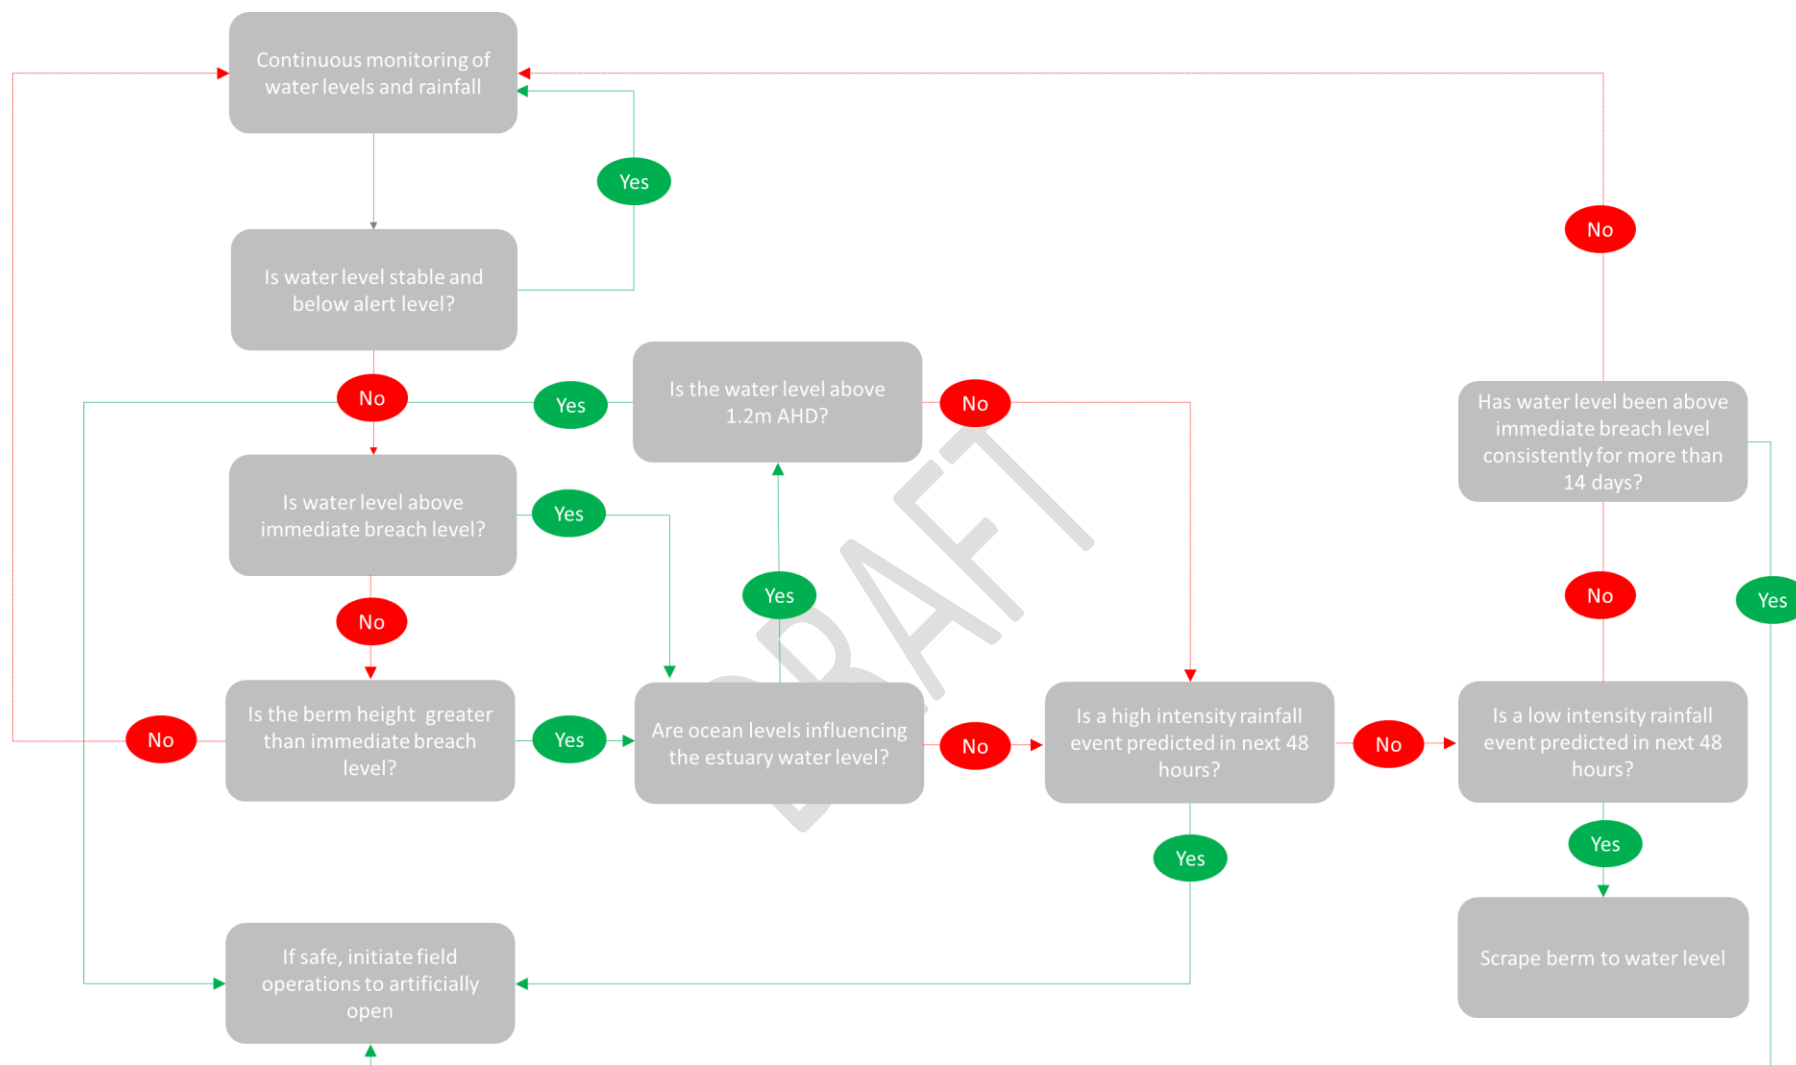 Continuous monitoring of
water levels and rainfall
Yes
No
Is water level stable and
below alert level?
Is the water level above
1.2m AHD?
No
Yes
No
Has water level been above
immediate breach level
consistently for more than
14 days?
Is water level above
immediate breach level?
Yes
Yes
No
Yes
No
DRAFT
Is the berm height greater
than immediate breach
level?
No
Yes
Are ocean levels influencing
the estuary water level?
No
Is a high intensity rainfall
event predicted in next 48
hours?
No
Is a low intensity rainfall
event predicted in next 48
hours?
Yes
Yes
If safe, initiate field
operations to artificially
open
Scrape berm to water level